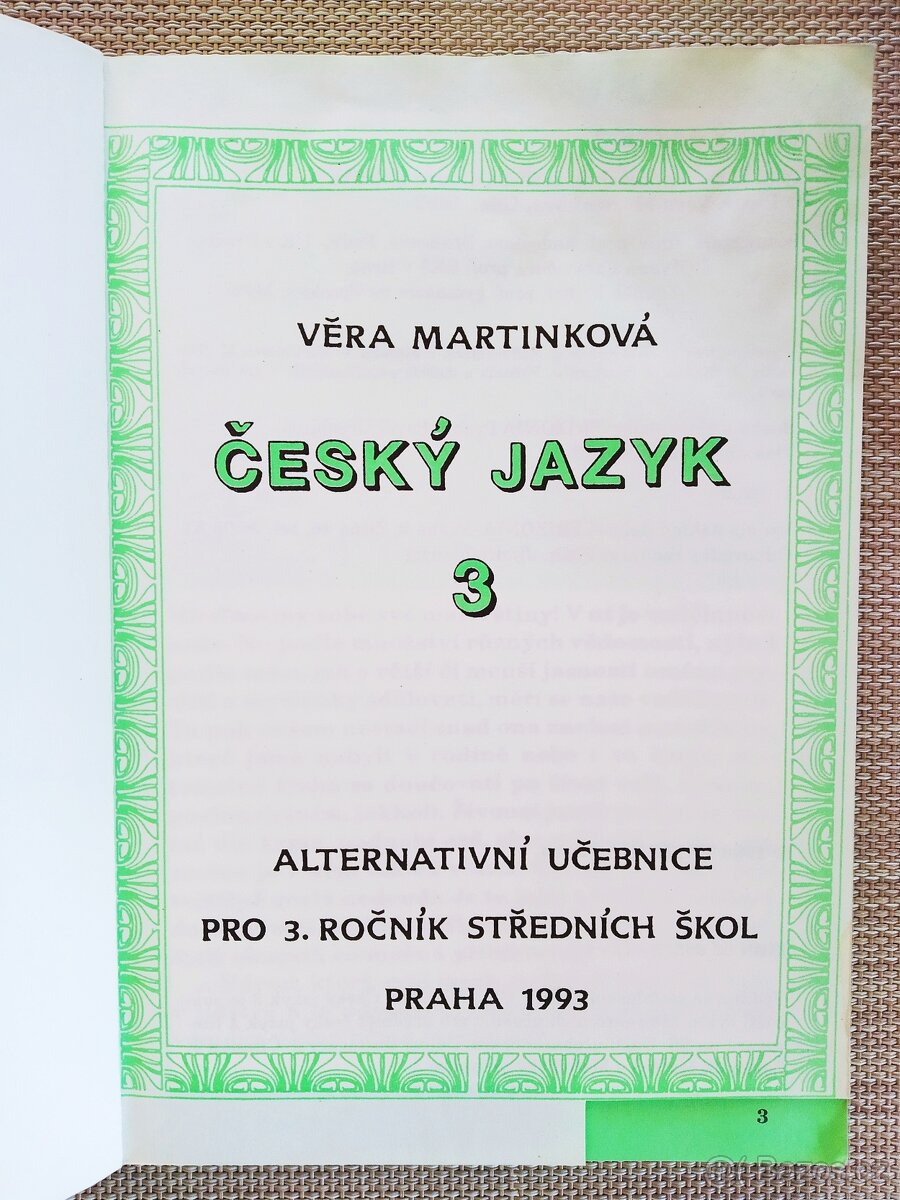 VĚRA MARTINKOVÁ
ČESKÝ JAZYK
3
ALTERNATIVNÍ UČEBNICE
PRO 3. ROČNÍK STŘEDNÍCH ŠKOL
PRAHA 1993
3